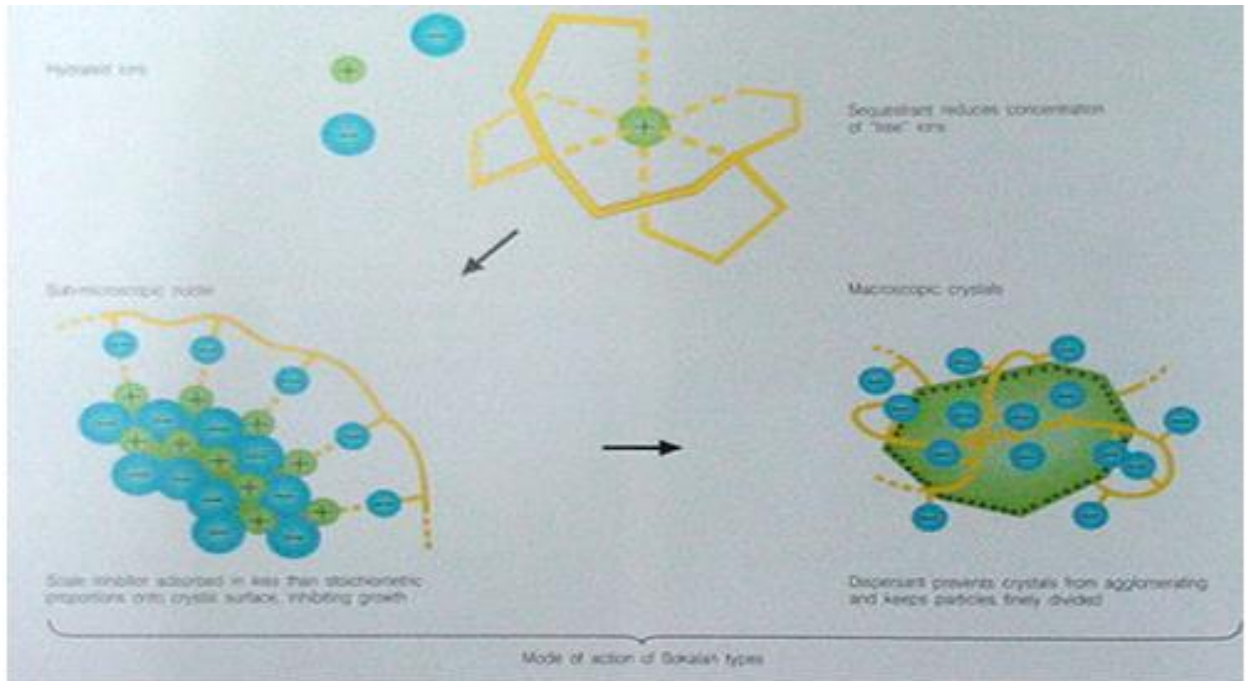 Hydrated ions
Sequestrant reduces concentration
of "free" ions
Sub-microscopic nuclei
Macroscopic crystals
Scale inhibitor adsorbed in less than stoichiometric
proportions onto crystal surface, inhibiting growth
Dispersant prevents crystals from agglomerating
and keeps particles finely divided
Mode of action of Sokalan types